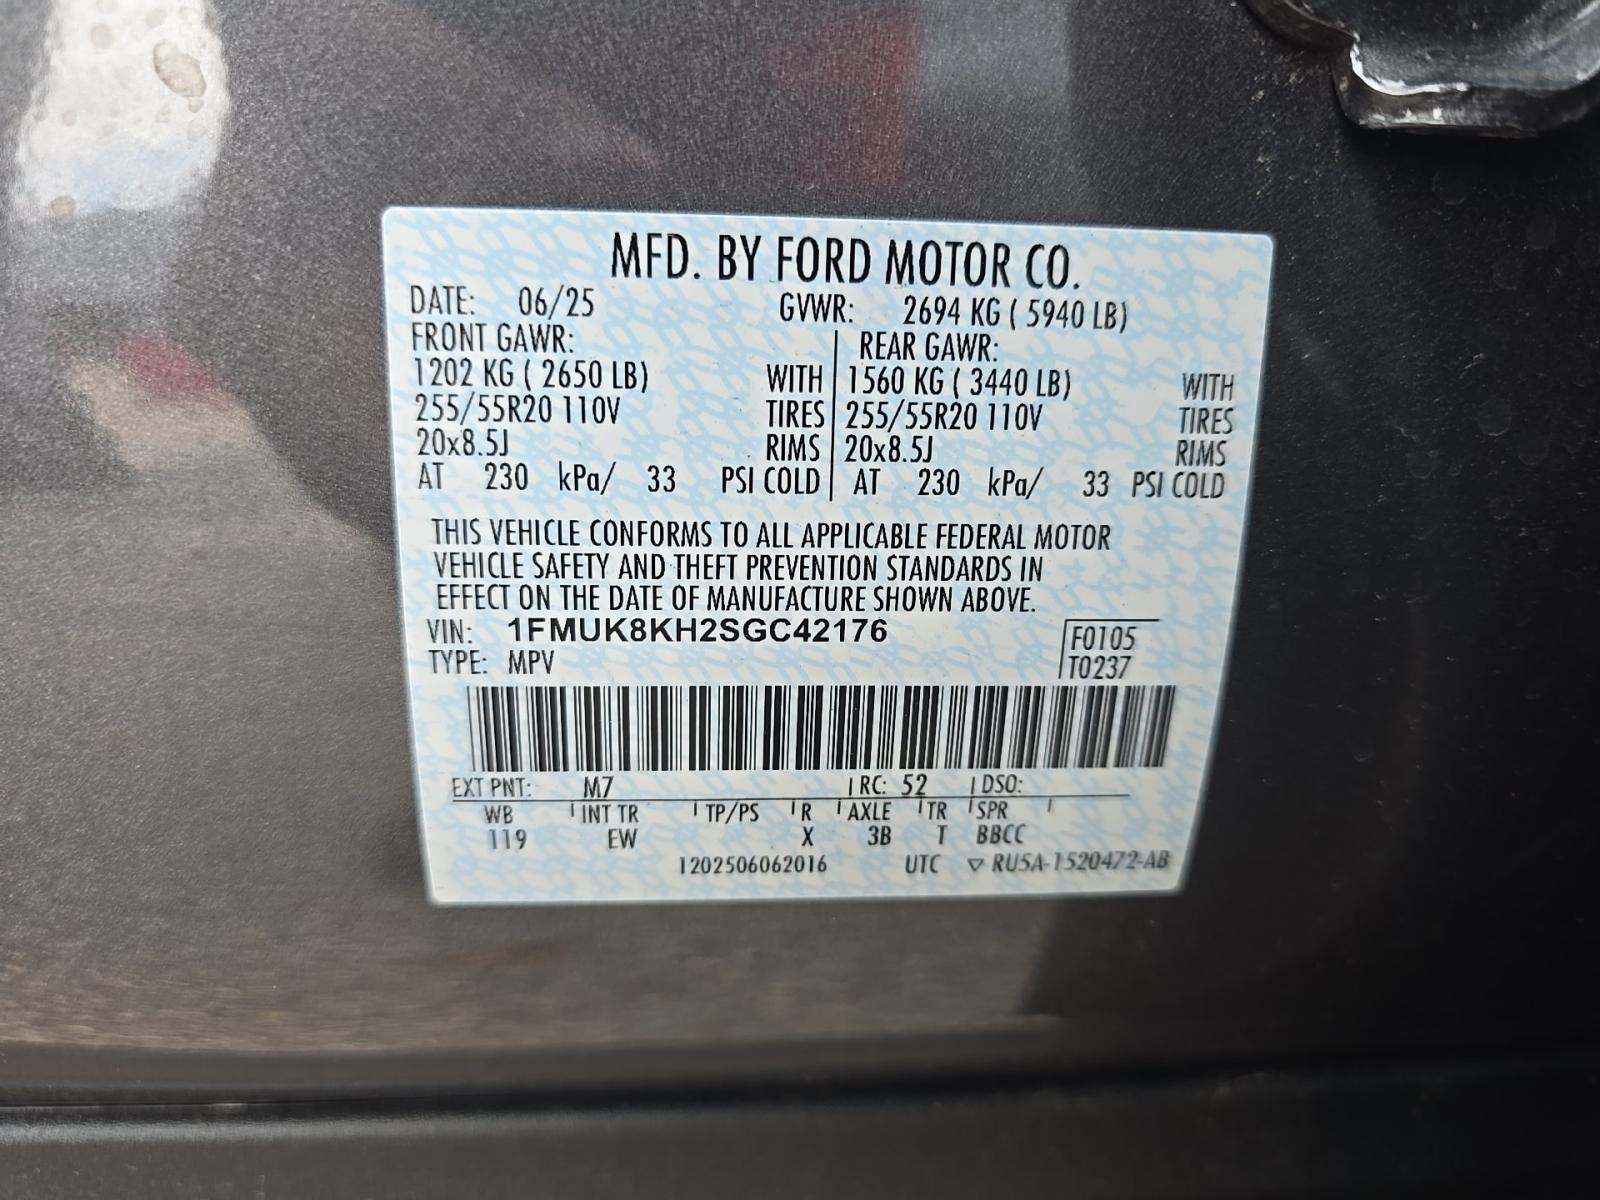 MFD. BY FORD MOTOR CO.
DATE: 06/25 GVWR: 2694 KG ( 5940 LB)
FRONT GAWR: REAR GAWR:
1202 KG ( 2650 LB) WITH 1560 KG ( 3440 LB) WITH
255/55R20 110V TIRES 255/55R20 110V TIRES
20x8.5J RIMS 20x8.5J RIMS
AT 230 kPa/ 33 PSI COLD AT 230 kPa/ 33 PSI COLD
THIS VEHICLE CONFORMS TO ALL APPLICABLE FEDERAL MOTOR
VEHICLE SAFETY AND THEFT PREVENTION STANDARDS IN
EFFECT ON THE DATE OF MANUFACTURE SHOWN ABOVE.
VIN: 1FMUK8KH2SGC42176 F0105
TYPE: MPV T0237
EXT PNT: M7 RC: 52 DSO:
WB INT TR TP/PS R AXLE TR SPR
119 EW X 3B T BBCC
1202506062016 UTC ▽ RU5A-1520472-AB